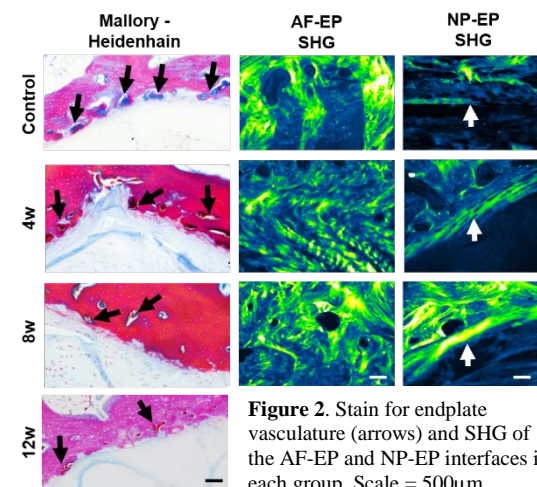 Mallory -
Heidenhain
AF-EP
SHG
NP-EP
SHG
Control
4w
8w
12w
Figure 2. Stain for endplate
vasculature (arrows) and SHG of
the AF-EP and NP-EP interfaces i
each group. Scale = 500μm